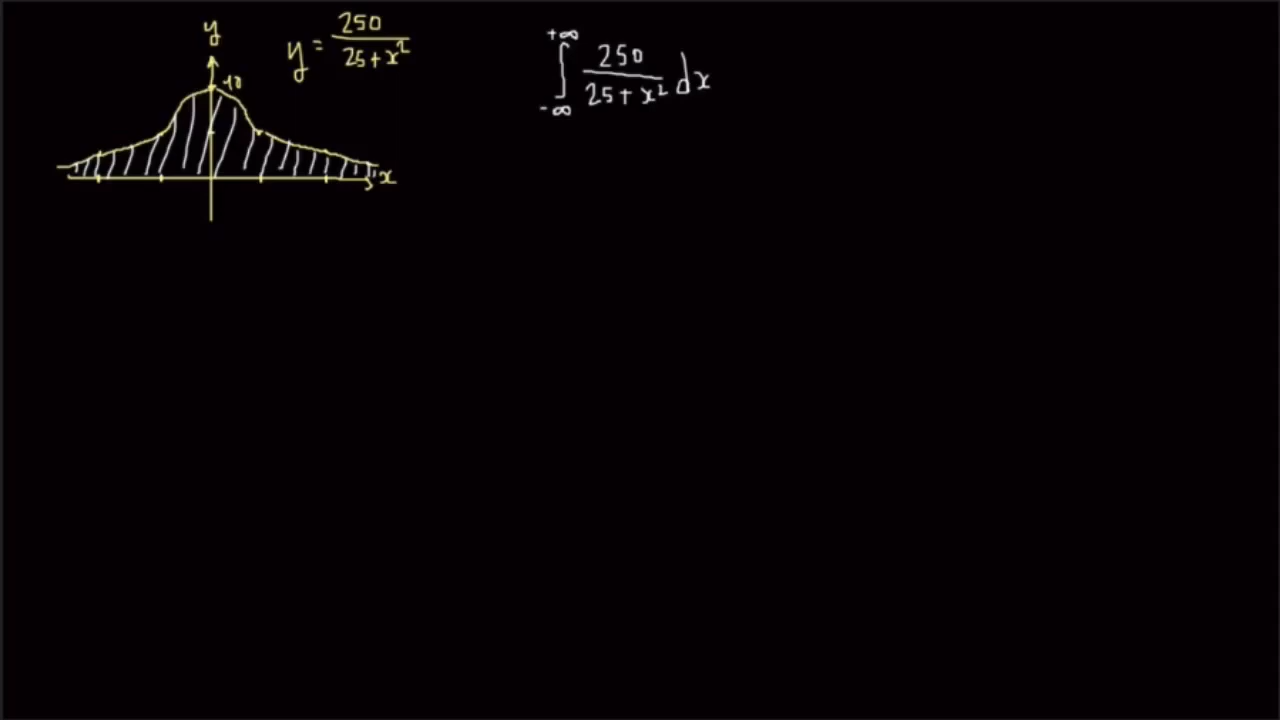 y
y = 250 / (25 + x²)
10
x
∫_{-∞}^{+∞} 250 / (25 + x²) dx